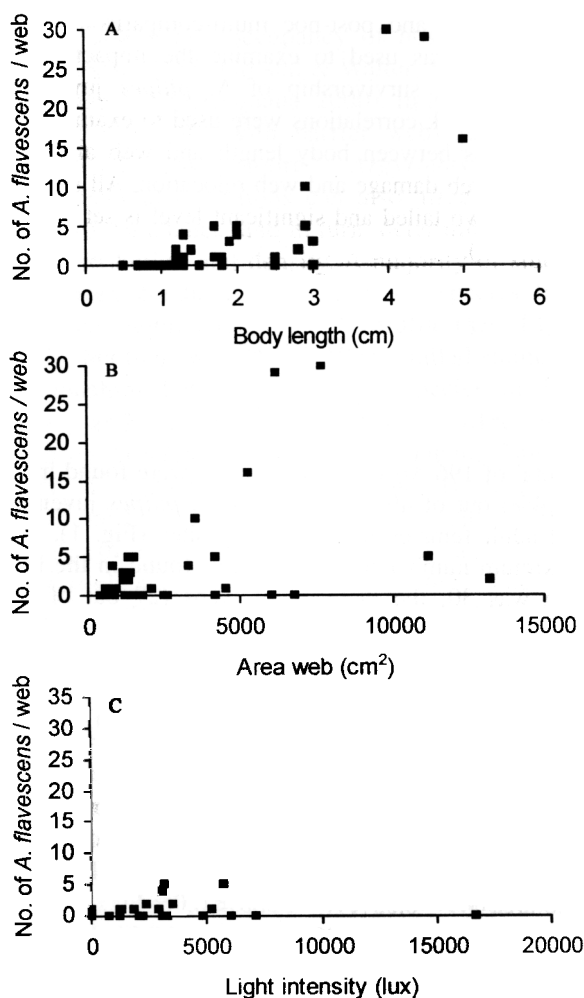 A
No. of A. flavescens / web
30
25
20
15
10
5
0
0 1 2 3 4 5 6
Body length (cm)
B
No. of A. flavescens / web
30
25
20
15
10
5
0
0 5000 10000 15000
Area web (cm²)
C
No. of A. flavescens / web
35
30
25
20
15
10
5
0
0 5000 10000 15000 20000
Light intensity (lux)